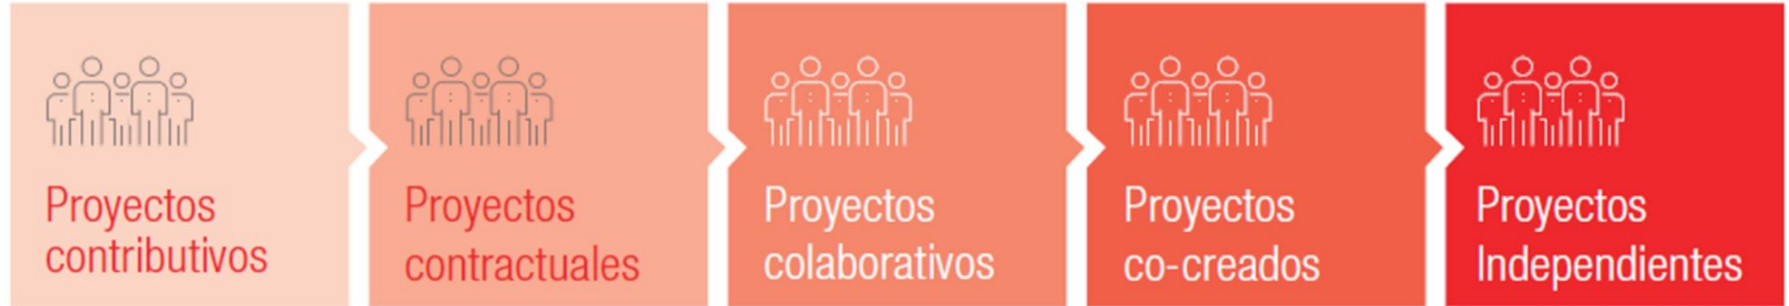 Proyectos
contributivos
Proyectos
contractuales
Proyectos
colaborativos
Proyectos
co-creados
Proyectos
Independientes